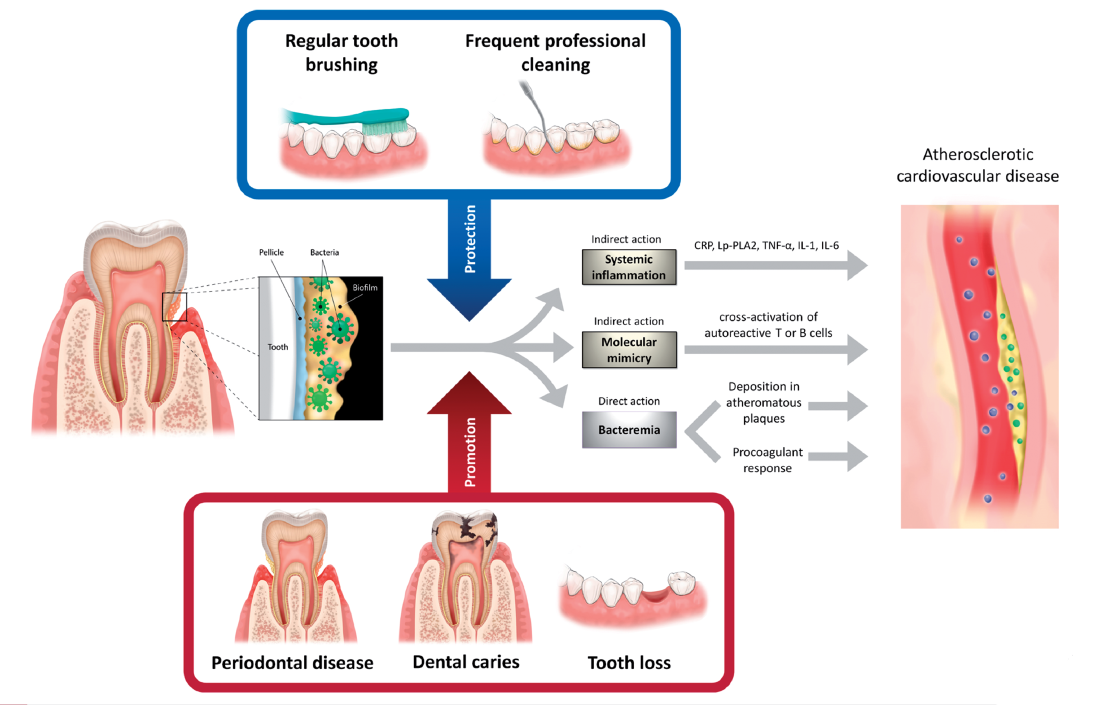 Regular tooth
brushing
Frequent professional
cleaning
Protection
Atherosclerotic
cardiovascular disease
Pellicle
Bacteria
Biofilm
Tooth
Indirect action
Systemic
inflammation
CRP, Lp-PLA2, TNF-α, IL-1, IL-6
Indirect action
Molecular
mimicry
cross-activation of
autoreactive T or B cells
Direct action
Bacteremia
Deposition in
atheromatous
plaques
Procoagulant
response
Promotion
Periodontal disease
Dental caries
Tooth loss